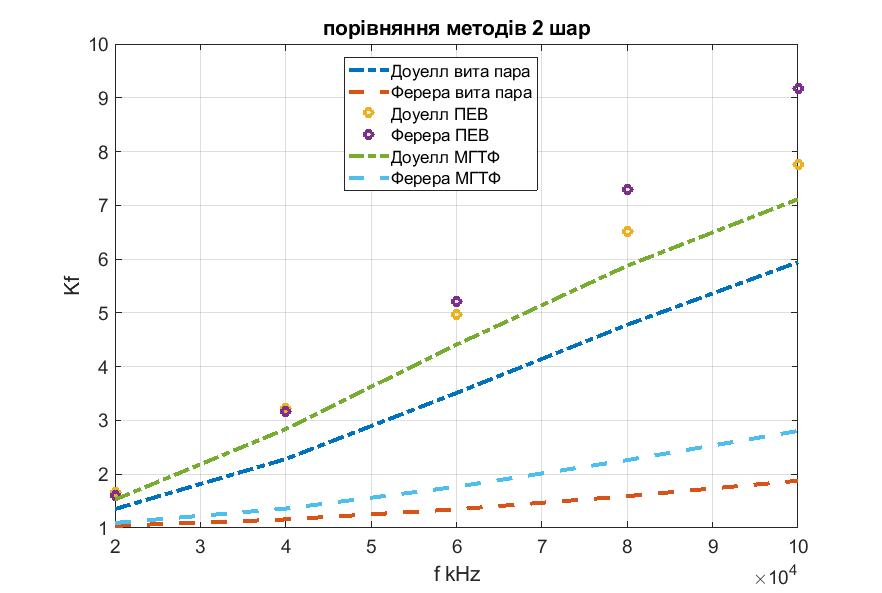 порівняння методів 2 шар
10
9
8
7
6
5
4
3
2
1
Kf
Доуелл вита пара
Ферера вита пара
Доуелл ПЕВ
Ферера ПЕВ
Доуелл МГТФ
Ферера МГТФ
2 3 4 5 6 7 8 9 10
f kHz
×10⁴